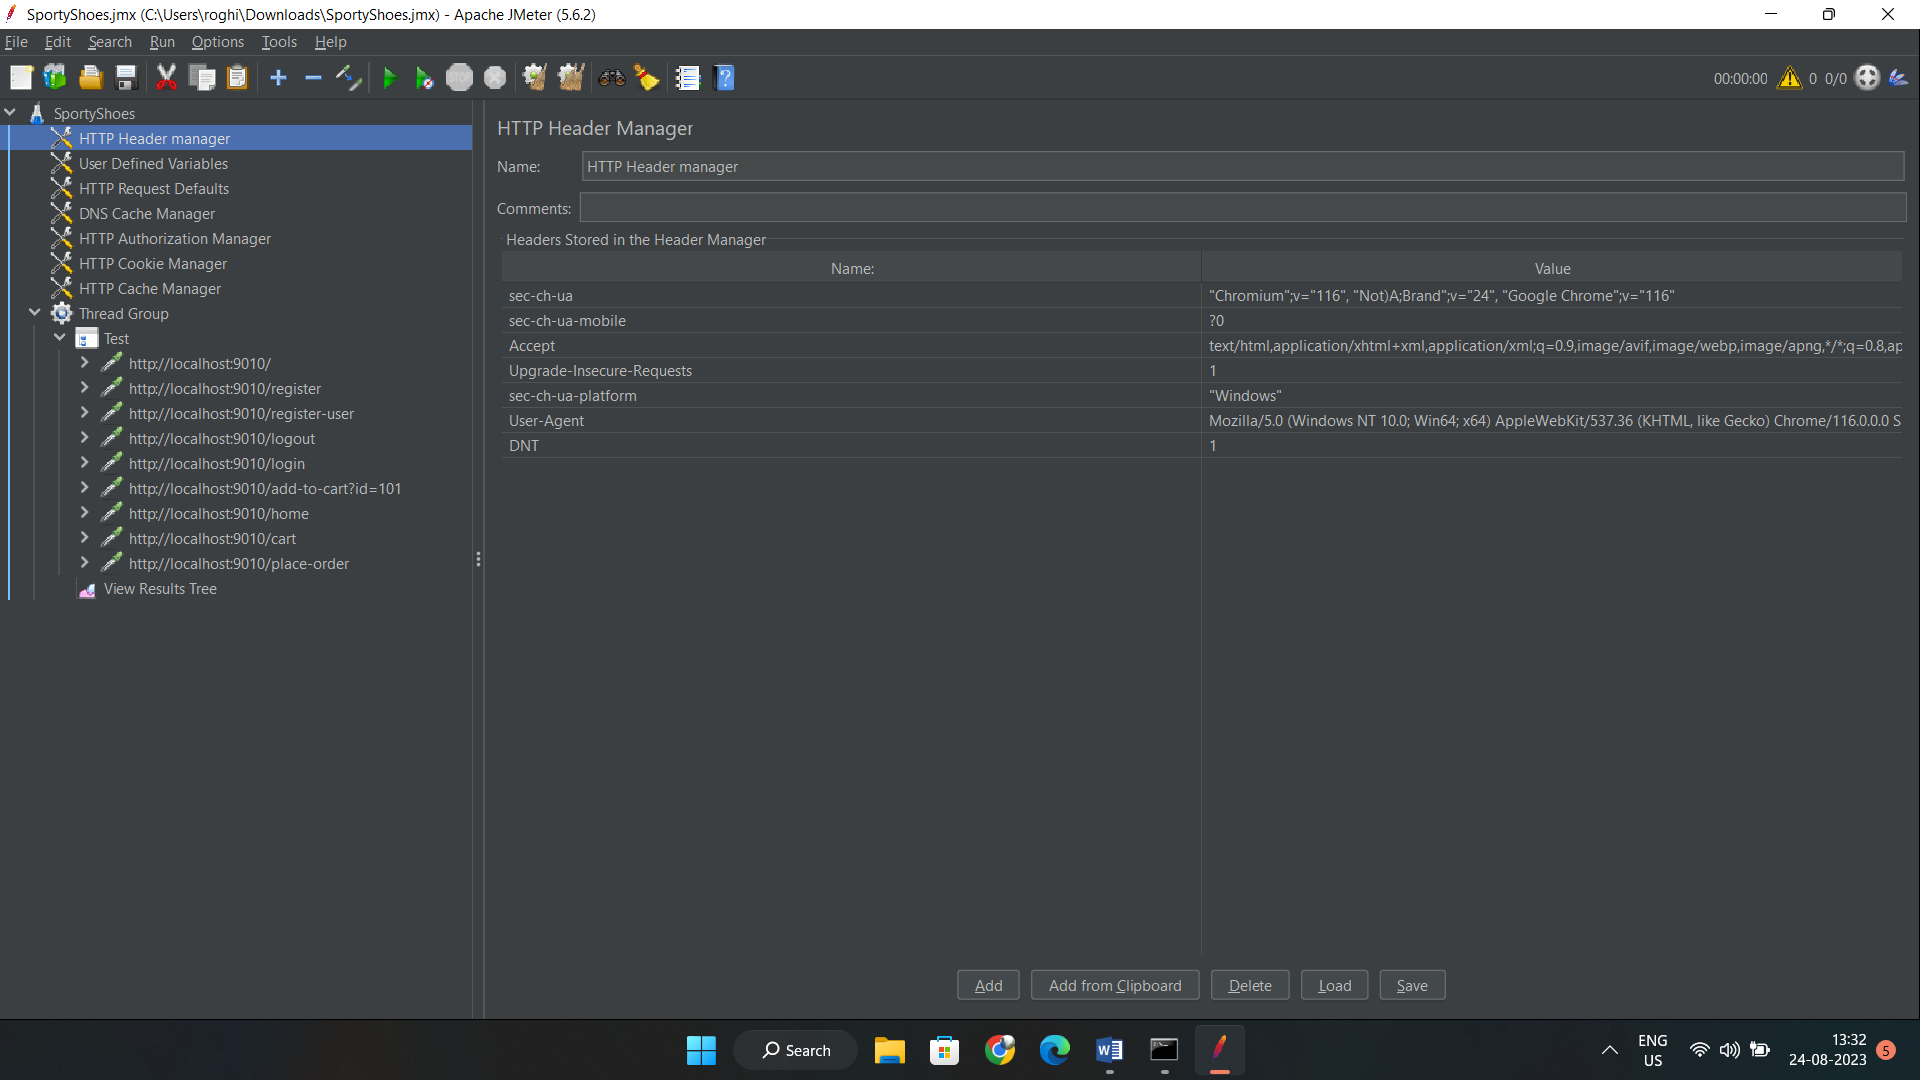 SportyShoes.jmx (C:\Users\roghi\Downloads\SportyShoes.jmx) - Apache JMeter (5.6.2)
File Edit Search Run Options Tools Help
00:00:00 0 0/0
SportyShoes
HTTP Header manager
User Defined Variables
HTTP Request Defaults
DNS Cache Manager
HTTP Authorization Manager
HTTP Cookie Manager
HTTP Cache Manager
Thread Group
Test
http://localhost:9010/
http://localhost:9010/register
http://localhost:9010/register-user
http://localhost:9010/logout
http://localhost:9010/login
http://localhost:9010/add-to-cart?id=101
http://localhost:9010/home
http://localhost:9010/cart
http://localhost:9010/place-order
View Results Tree
HTTP Header Manager
Name: HTTP Header manager
Comments:
Headers Stored in the Header Manager
Name: Value
sec-ch-ua "Chromium";v="116", "Not)A;Brand";v="24", "Google Chrome";v="116"
sec-ch-ua-mobile ?0
Accept text/html,application/xhtml+xml,application/xml;q=0.9,image/avif,image/webp,image/apng,*/*;q=0.8,ap
Upgrade-Insecure-Requests 1
sec-ch-ua-platform "Windows"
User-Agent Mozilla/5.0 (Windows NT 10.0; Win64; x64) AppleWebKit/537.36 (KHTML, like Gecko) Chrome/116.0.0.0 S
DNT 1
Add Add from Clipboard Delete Load Save
Search
ENG
US
13:32
24-08-2023
5